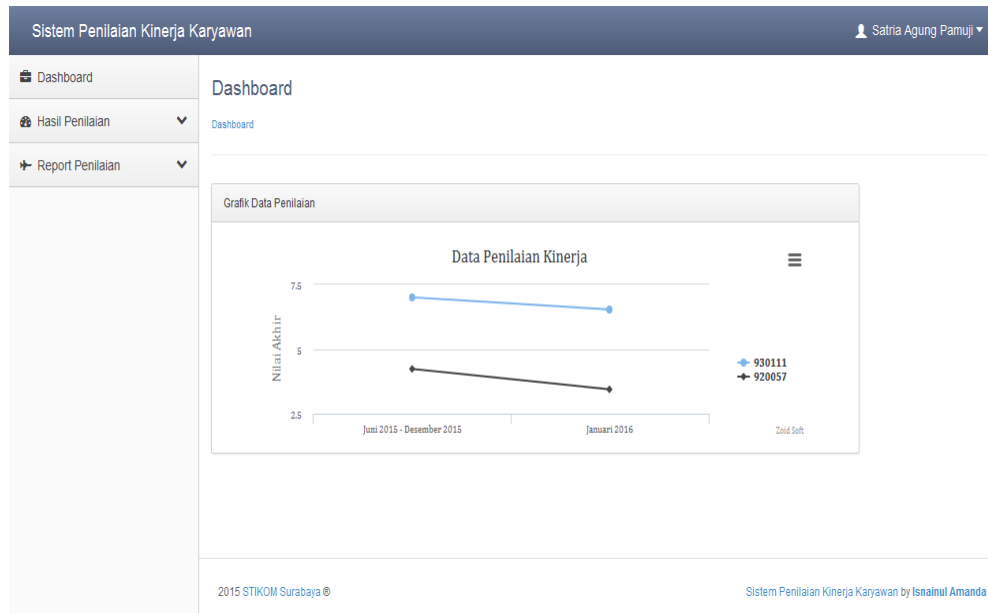 Sistem Penilaian Kinerja Karyawan
Satria Agung Pamuji
Dashboard
Hasil Penilaian
Report Penilaian
Dashboard
Dashboard
Grafik Data Penilaian
Data Penilaian Kinerja
Nilai Akhir
7.5
5
2.5
Juni 2015 - Desember 2015
Januari 2016
930111
920057
Zoid Soft
2015 STIKOM Surabaya ®
Sistem Penilaian Kinerja Karyawan by Isnainul Amanda